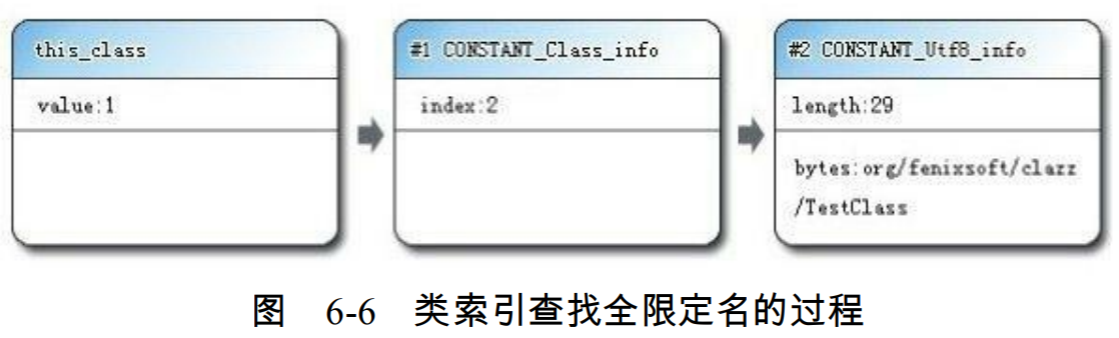 this_class
value:1
#1 CONSTANT_Class_info
index:2
#2 CONSTANT_Utf8_info
length:29
bytes:org/fenixsoft/clazz
/TestClass
图 6-6 类索引查找全限定名的过程